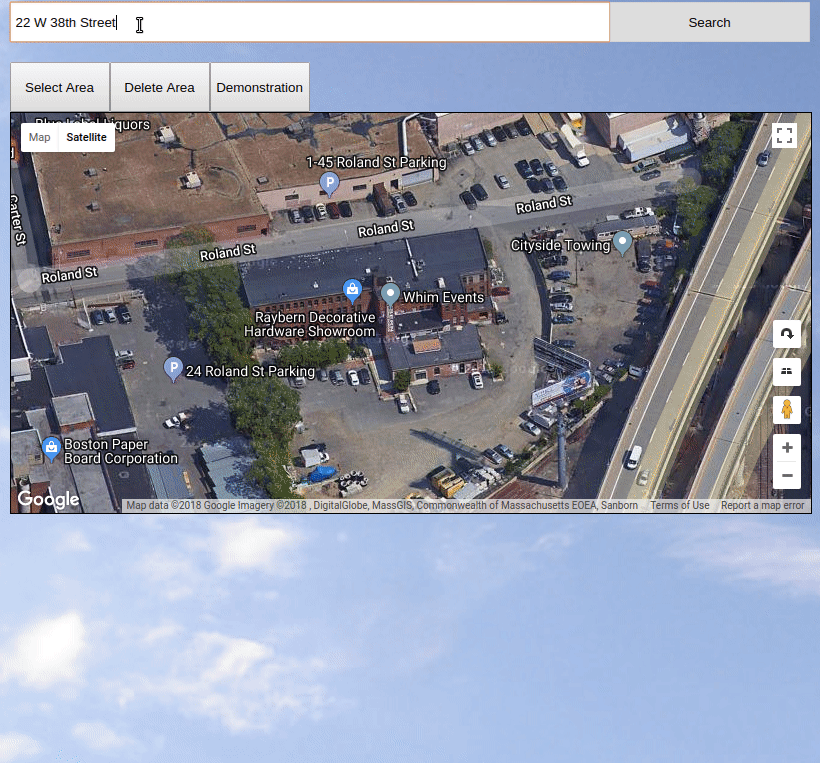 22 W 38th Street
Search
Select Area
Delete Area
Demonstration
Blue Label Liquors
Map
Satellite
1-45 Roland St Parking
P
Carter St
Roland St
Roland St
Roland St
Roland St
Cityside Towing
Whim Events
Raybern Decorative
Hardware Showroom
P
24 Roland St Parking
Boston Paper
Board Corporation
Google
Map data ©2018 Google Imagery ©2018 , DigitalGlobe, MassGIS, Commonwealth of Massachusetts EOEA, Sanborn
Terms of Use
Report a map error